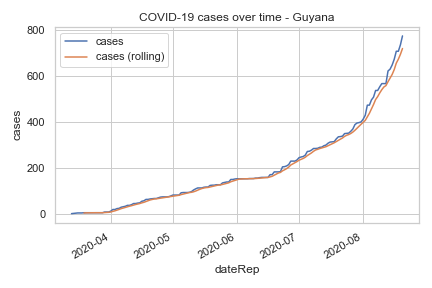 COVID-19 cases over time - Guyana
cases
cases (rolling)
800
600
400
200
0
cases
2020-04
2020-05
2020-06
2020-07
2020-08
dateRep